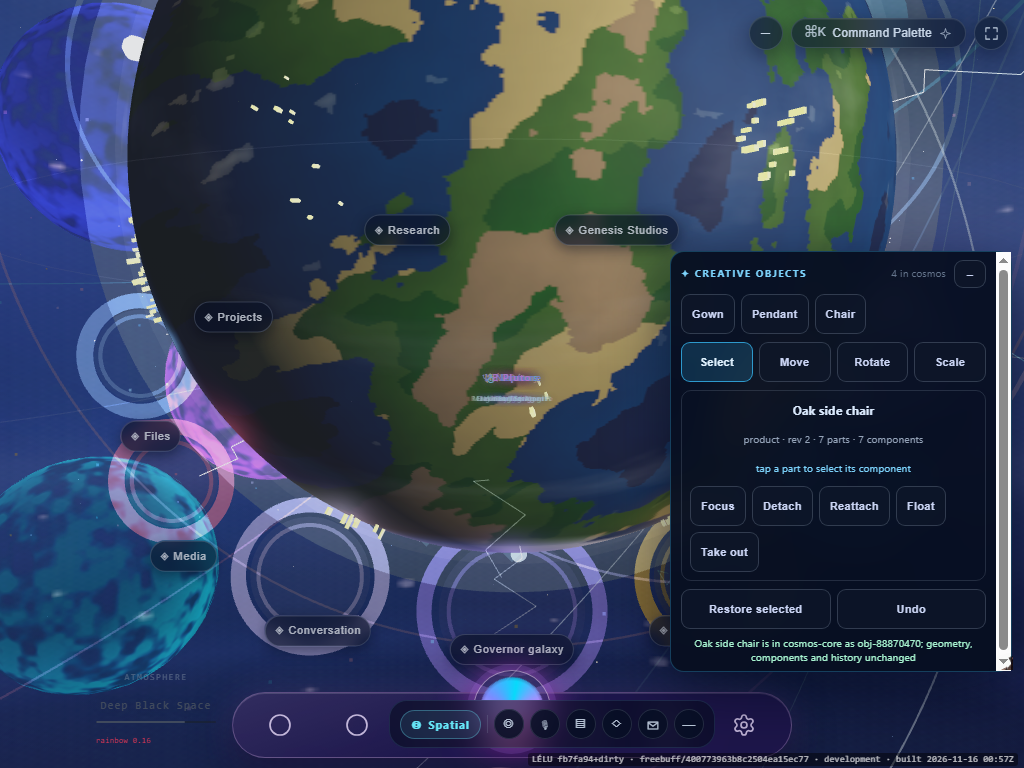 ⌘K Command Palette
Research
Genesis Studios
CREATIVE OBJECTS
4 in cosmos
Gown
Pendant
Chair
Projects
Select
Move
Rotate
Scale
Oak side chair
product · rev 2 · 7 parts · 7 components
Files
tap a part to select its component
Focus
Detach
Reattach
Float
Media
Take out
Restore selected
Undo
Conversation
Oak side chair is in cosmos-core as obj-88870470; geometry,
components and history unchanged
Governor galaxy
ATMOSPHERE
Deep Black Space
Spatial
rainbow 0.16
LÉLU fb7fa94+dirty · freebuff/400773963b8c2504ea15ec77 · development · built 2026-11-16 00:57Z